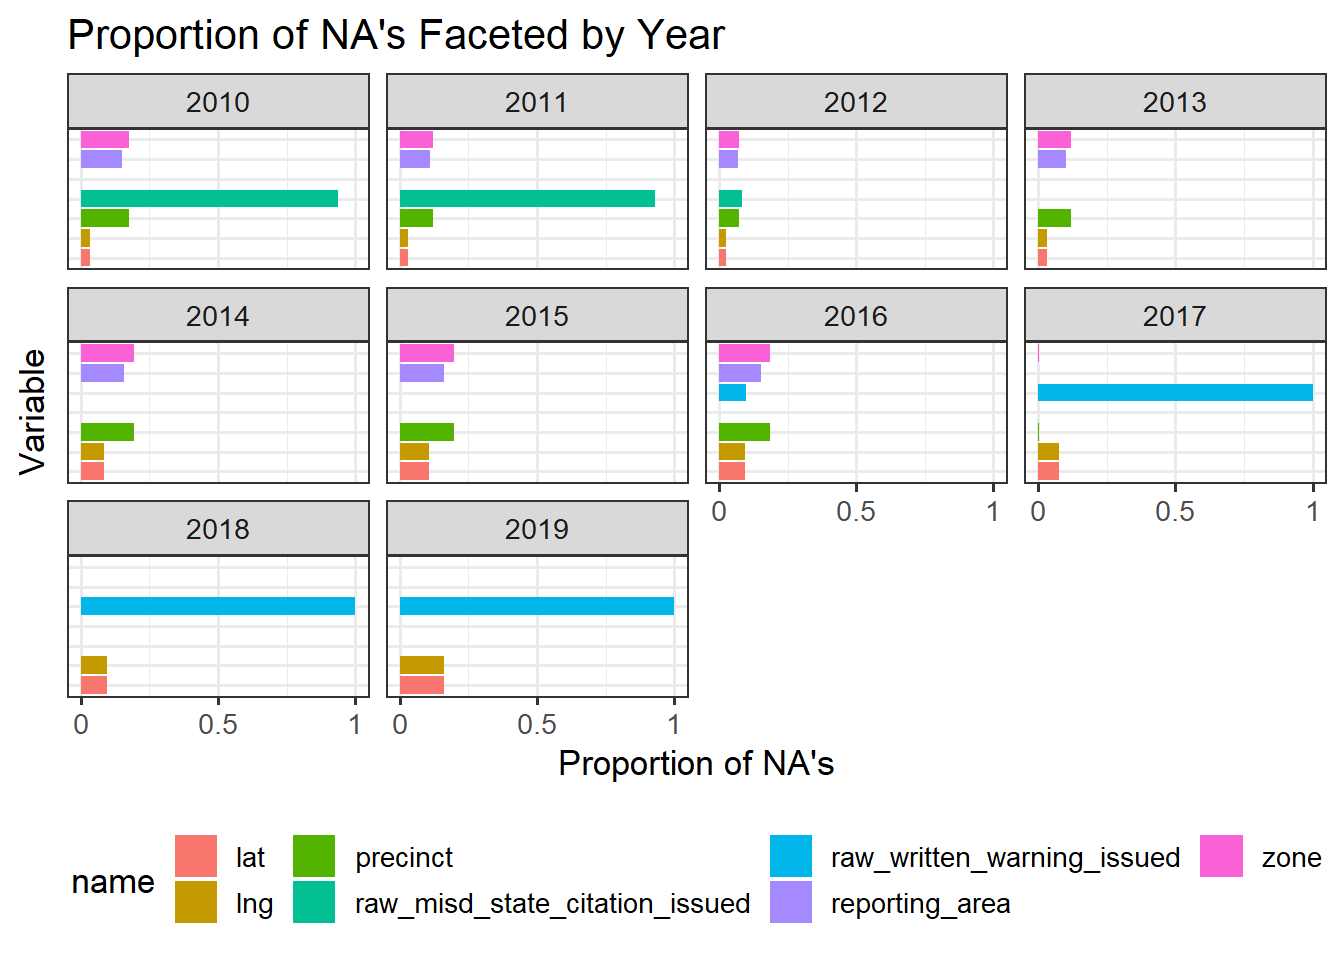 Proportion of NA's Faceted by Year
2010 2011 2012 2013
2014 2015 2016 2017
Variable
0 0.5 1 0 0.5 1
2018 2019
0 0.5 1 0 0.5 1
Proportion of NA's
name lat precinct raw_written_warning_issued zone
lng raw_misd_state_citation_issued reporting_area